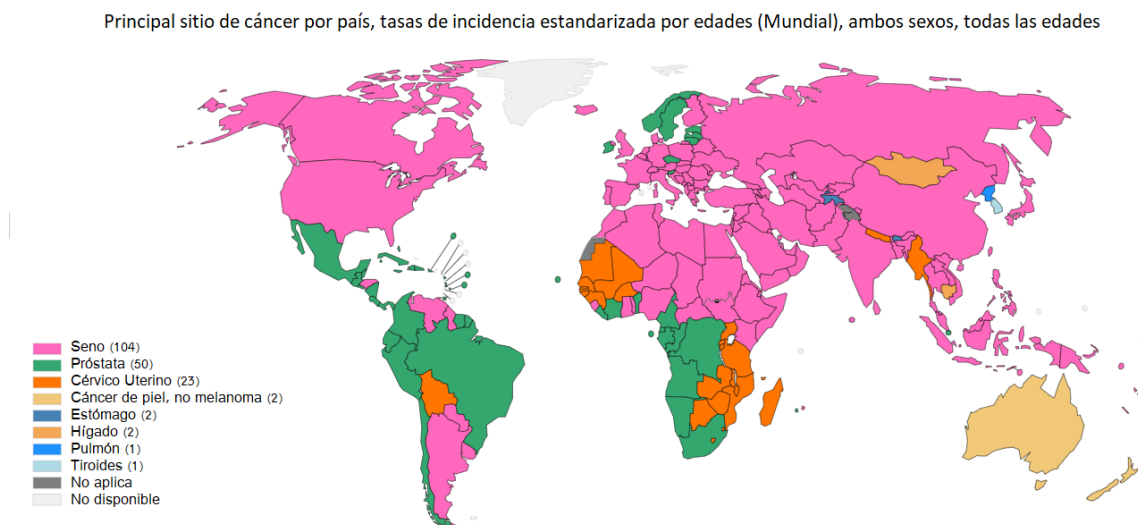 Principal sitio de cáncer por país, tasas de incidencia estandarizada por edades (Mundial), ambos sexos, todas las edades
Seno (104)
Próstata (50)
Cérvico Uterino (23)
Cáncer de piel, no melanoma (2)
Estómago (2)
Hígado (2)
Pulmón (1)
Tiroides (1)
No aplica
No disponible